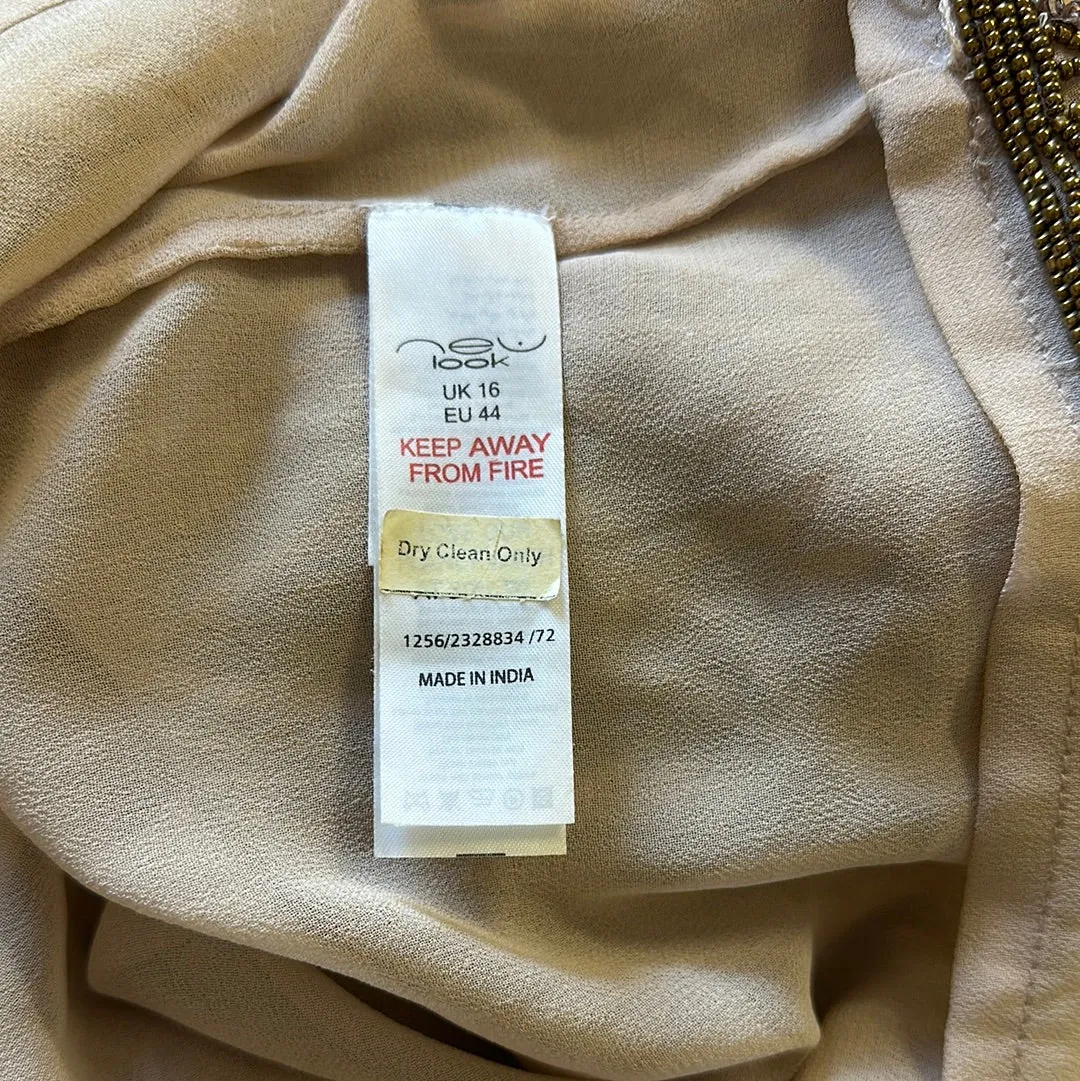 new
look
UK 16
EU 44
KEEP AWAY
FROM FIRE
Dry Clean Only
1256/2328834 /72
MADE IN INDIA